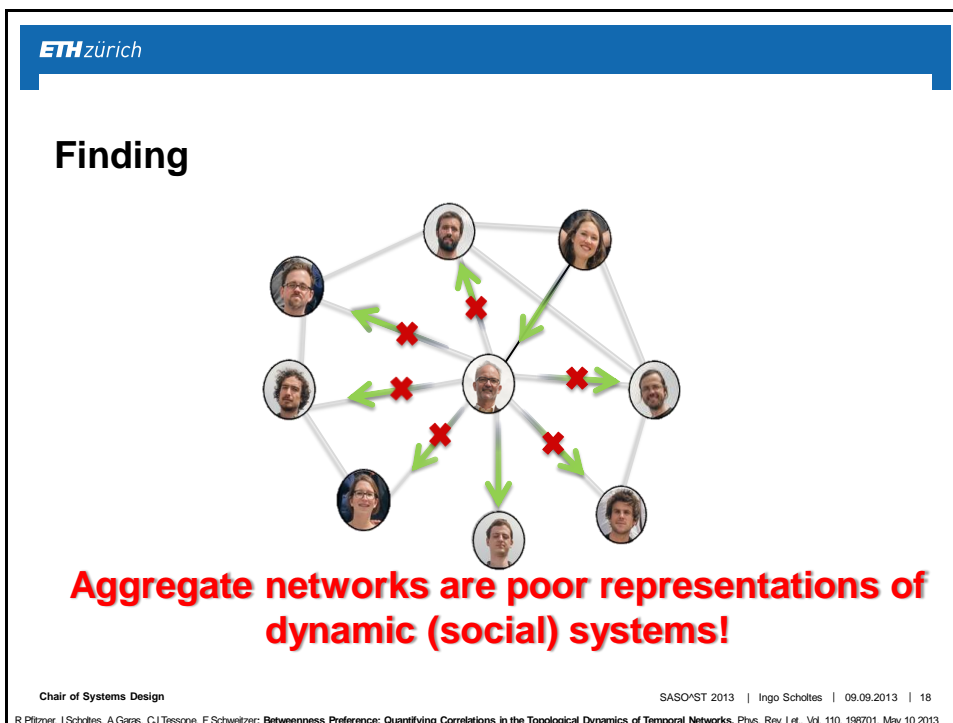 ETH zürich
Finding
Aggregate networks are poor representations of
dynamic (social) systems!
Chair of Systems Design
SASO^ST 2013 | Ingo Scholtes | 09.09.2013 | 18
R Pfitzner, I Scholtes, A Garas, CJ Tessone, F Schweitzer: Betweenness Preference: Quantifying Correlations in the Topological Dynamics of Temporal Networks, Phys. Rev. Let., Vol. 110, 198701, May 10 2013